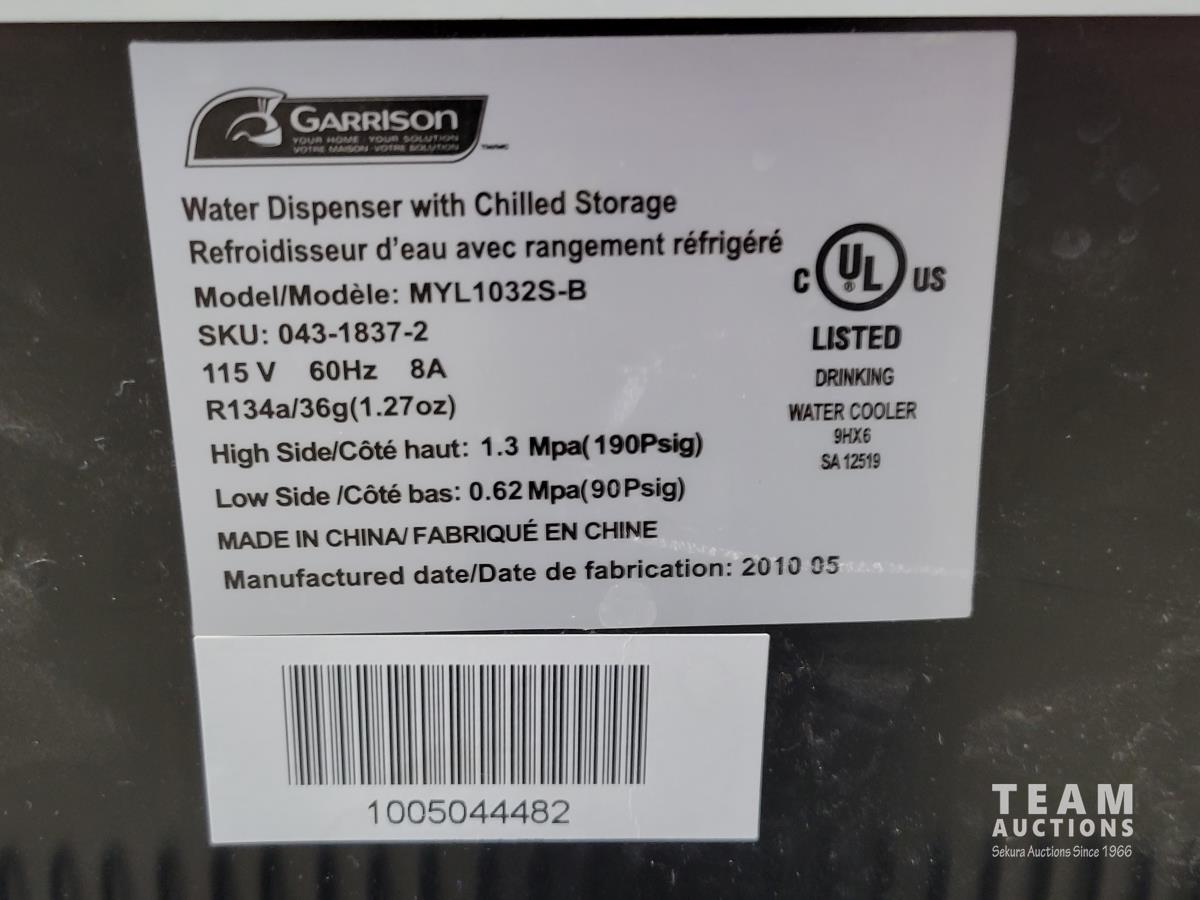 GARRISON
YOUR HOME · YOUR SOLUTION
VOTRE MAISON · VOTRE SOLUTION
TM/MC
Water Dispenser with Chilled Storage
Refroidisseur d'eau avec rangement réfrigéré
Model/Modèle: MYL1032S-B
SKU: 043-1837-2
115 V 60Hz 8A
R134a/36g(1.27oz)
High Side/Côté haut: 1.3 Mpa(190Psig)
Low Side /Côté bas: 0.62 Mpa(90Psig)
MADE IN CHINA/ FABRIQUÉ EN CHINE
Manufactured date/Date de fabrication: 2010 05
C UL® US
LISTED
DRINKING
WATER COOLER
9HX6
SA 12519
1005044482
TEAM
AUCTIONS
Sekura Auctions Since 1966